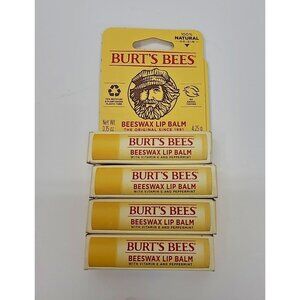 100%
NATURAL
ORIGIN
BURT'S BEES
Net Wt.
0.15 oz
4.25 g
BEESWAX LIP BALM
THE ORIGINAL SINCE 1991
BURT'S BEES
BEESWAX LIP BALM
WITH VITAMIN E AND PEPPERMINT
BURT'S BEES
BEESWAX LIP BALM
WITH VITAMIN E AND PEPPERMINT
BURT'S BEES
BEESWAX LIP BALM
WITH VITAMIN E AND PEPPERMINT
BURT'S BEES
BEESWAX LIP BALM
WITH VITAMIN E AND PEPPERMINT